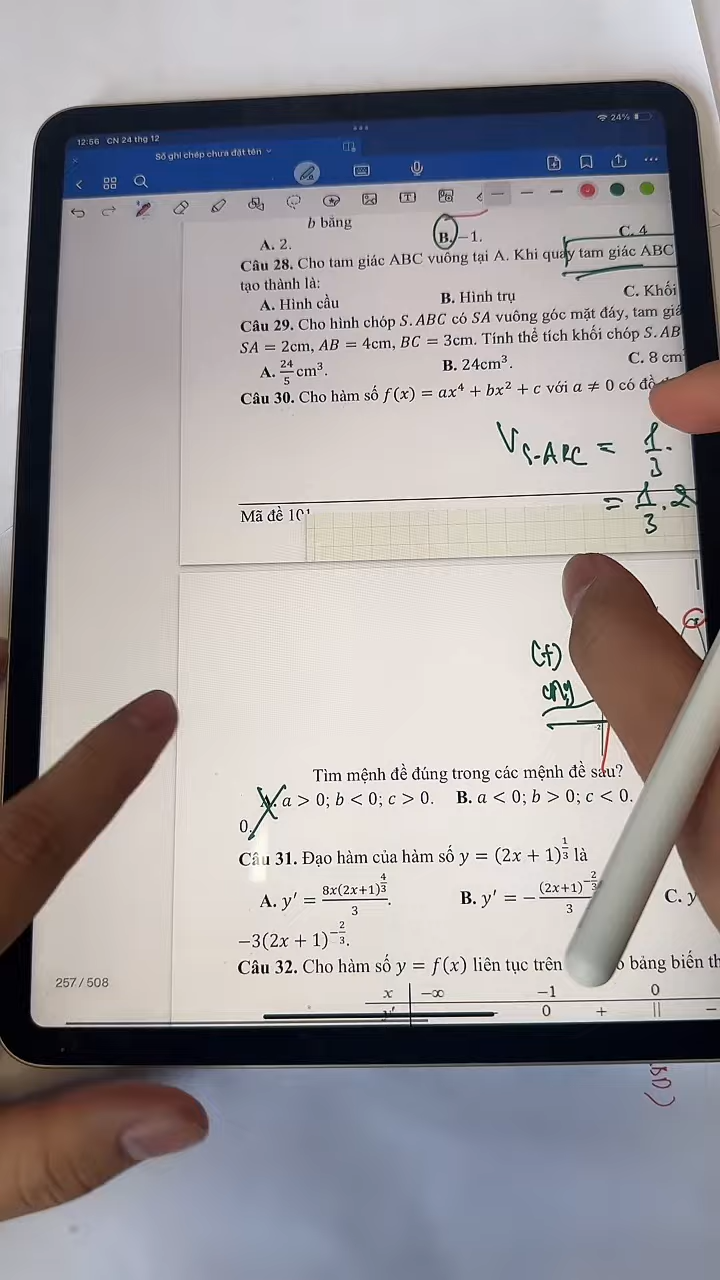 12:56 CN 24 thg 12
24%
Sổ ghi chép chưa đặt tên
b bằng
A. 2. B. −1. C. 4
Câu 28. Cho tam giác ABC vuông tại A. Khi quay tam giác ABC
tạo thành là:
A. Hình cầu B. Hình trụ C. Khối
Câu 29. Cho hình chóp S.ABC có SA vuông góc mặt đáy, tam giá
SA = 2cm, AB = 4cm, BC = 3cm. Tính thể tích khối chóp S.AB
A. 24/5 cm³. B. 24cm³. C. 8 cm
Câu 30. Cho hàm số f(x) = ax⁴ + bx² + c với a ≠ 0 có đồ
V S.ABC = 1/3 .
= 1/3 . 2
Mã đề 101
(f)
-2
Tìm mệnh đề đúng trong các mệnh đề sau?
a > 0; b < 0; c > 0. B. a < 0; b > 0; c < 0.
0.
Câu 31. Đạo hàm của hàm số y = (2x + 1)^(1/3) là
A. y′ = 8x(2x+1)^(4/3)/3. B. y′ = −(2x+1)^(−2/3)/3 C. y
−3(2x + 1)^(−2/3).
Câu 32. Cho hàm số y = f(x) liên tục trên bảng biến th
257 / 508
x −∞ −1 0
y′ 0 + || −
BD)